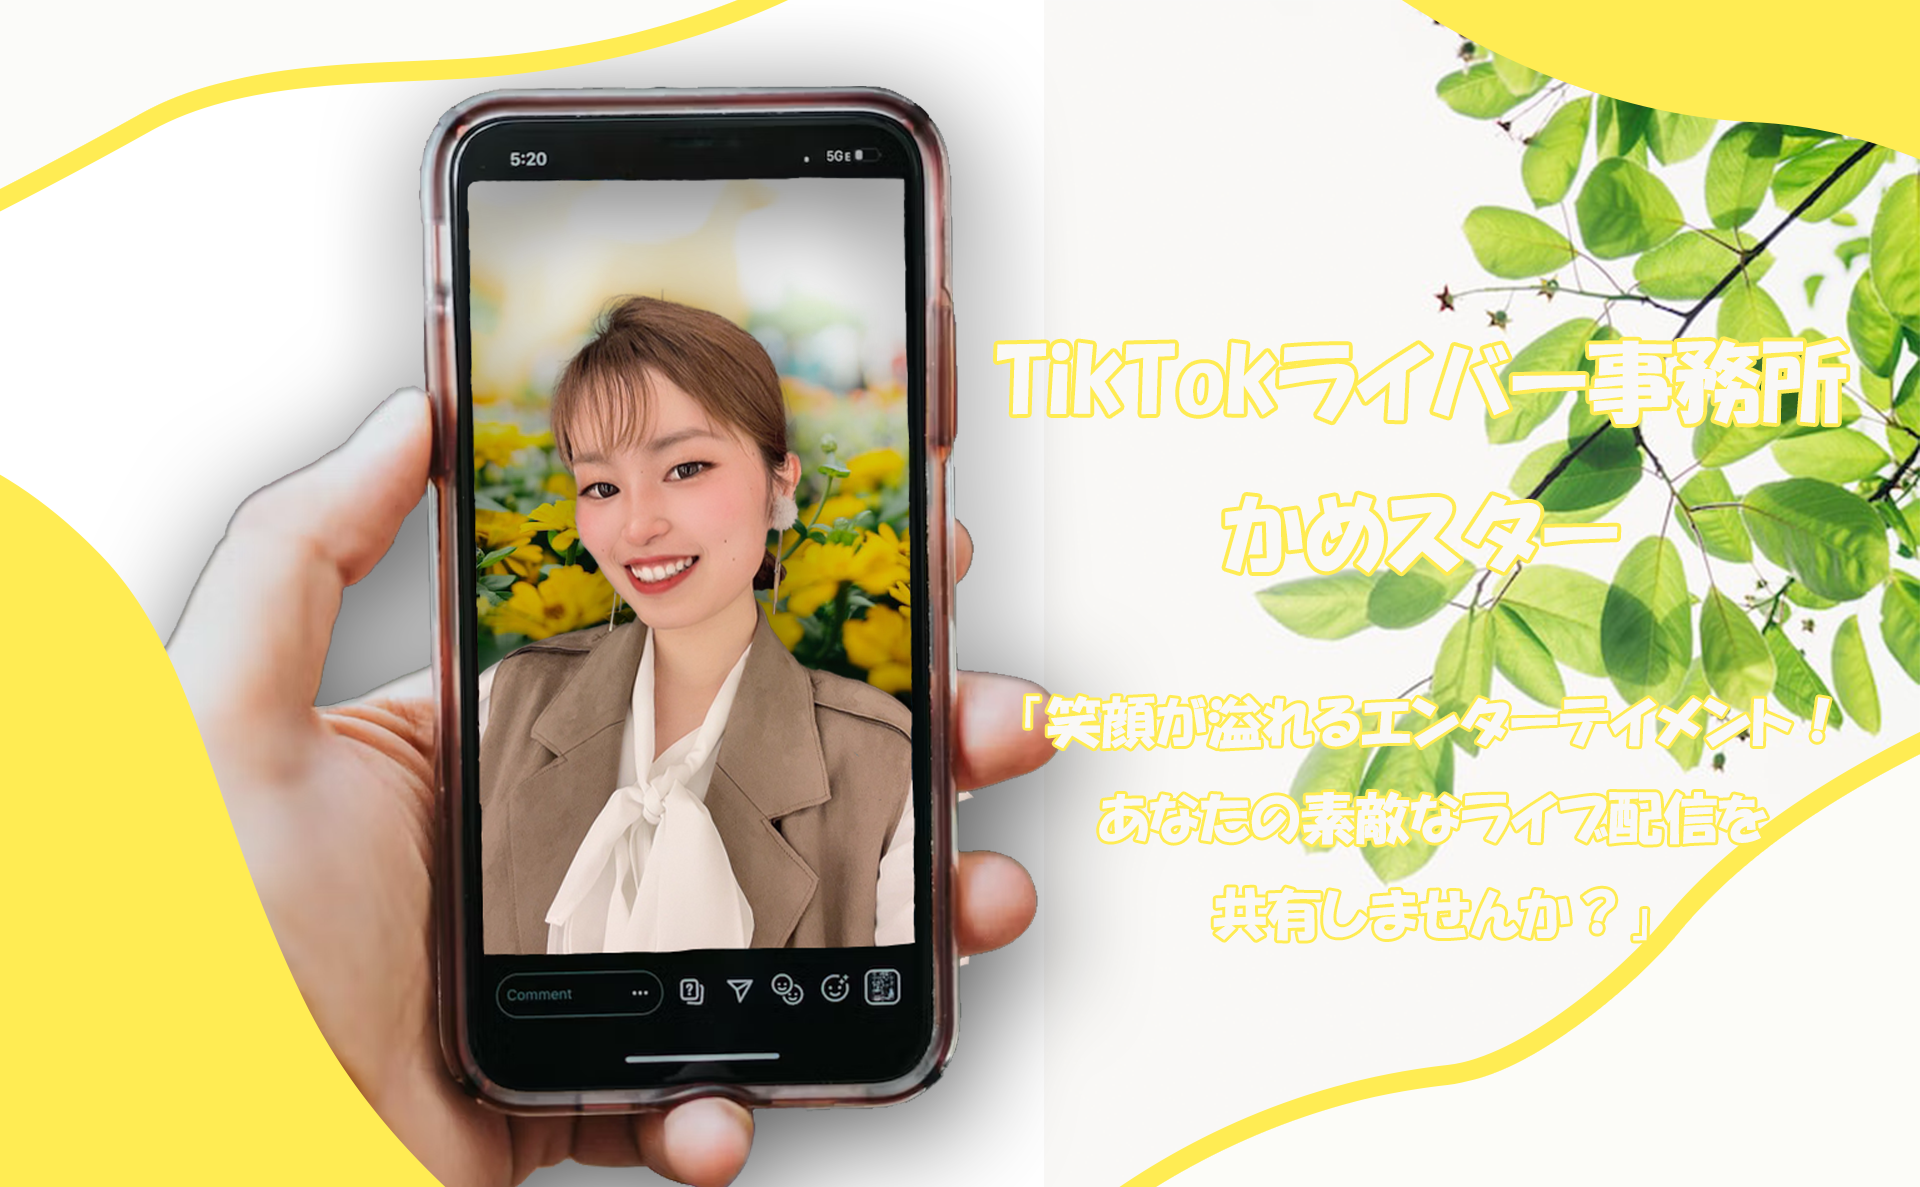 5:20
5GE
TikTokライバー事務所
かめスター
「笑顔が溢れるエンターテイメント！
あなたの素敵なライブ配信を
共有しませんか？」
Comment